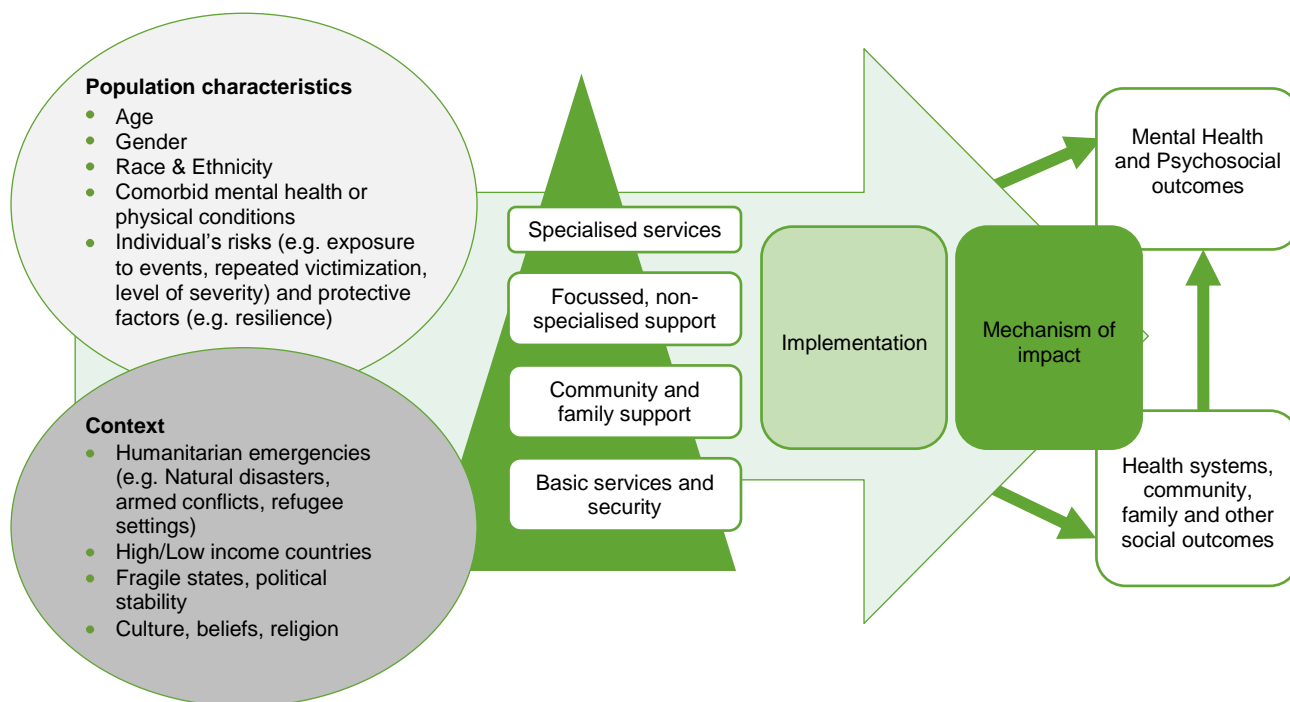 Population characteristics
• Age
• Gender
• Race & Ethnicity
• Comorbid mental health or
physical conditions
• Individual's risks (e.g. exposure
to events, repeated victimization,
level of severity) and protective
factors (e.g. resilience)
Context
• Humanitarian emergencies
(e.g. Natural disasters,
armed conflicts, refugee
settings)
• High/Low income countries
• Fragile states, political
stability
• Culture, beliefs, religion
Specialised services
Focussed, non-
specialised support
Community and
family support
Basic services and
security
Implementation
Mechanism of
impact
Mental Health
and Psychosocial
outcomes
Health systems,
community,
family and other
social outcomes